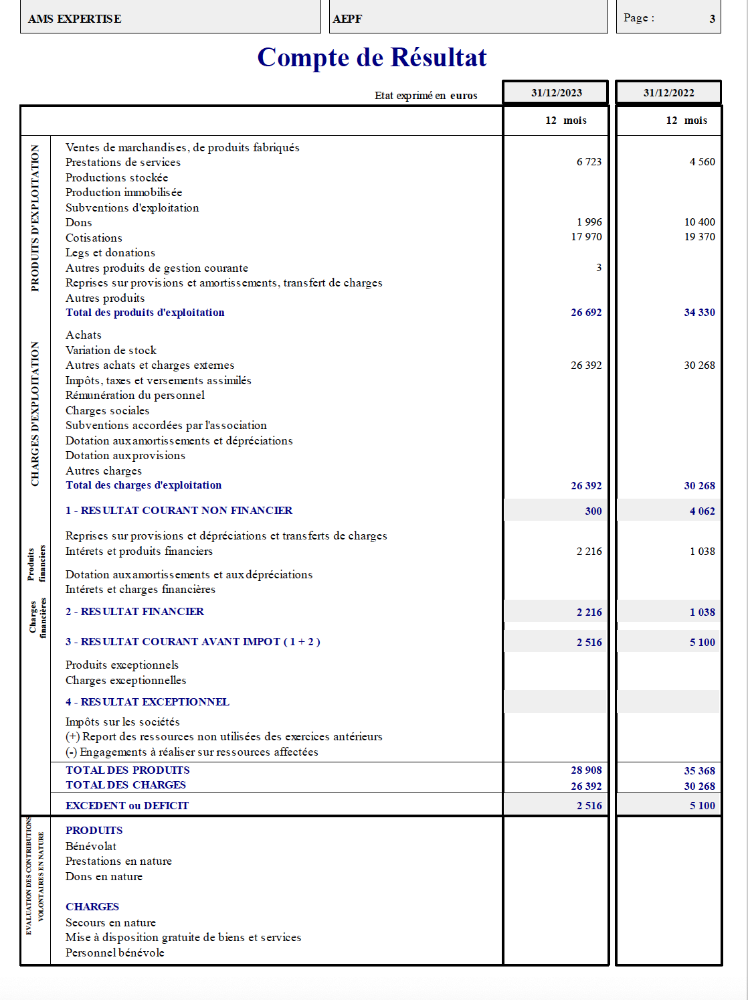 AMS EXPERTISE AEPF Page : 3
Compte de Résultat
Etat exprimé en euros 31/12/2023 31/12/2022
12 mois 12 mois
PRODUITS D'EXPLOITATION
Ventes de marchandises, de produits fabriqués
Prestations de services 6 723 4 560
Productions stockée
Production immobilisée
Subventions d'exploitation
Dons 1 996 10 400
Cotisations 17 970 19 370
Legs et donations
Autres produits de gestion courante 3
Reprises sur provisions et amortissements, transfert de charges
Autres produits
Total des produits d'exploitation 26 692 34 330
CHARGES D'EXPLOITATION
Achats
Variation de stock
Autres achats et charges externes 26 392 30 268
Impôts, taxes et versements assimilés
Rémunération du personnel
Charges sociales
Subventions accordées par l'association
Dotation aux amortissements et dépréciations
Dotation aux provisions
Autres charges
Total des charges d'exploitation 26 392 30 268
1 - RESULTAT COURANT NON FINANCIER 300 4 062
Produits
financiers
Reprises sur provisions et dépréciations et transferts de charges
Intérets et produits financiers 2 216 1 038
Charges
financières
Dotation aux amortissements et aux dépréciations
Intérets et charges financières
2 - RESULTAT FINANCIER 2 216 1 038
3 - RESULTAT COURANT AVANT IMPOT ( 1 + 2 ) 2 516 5 100
Produits exceptionnels
Charges exceptionnelles
4 - RESULTAT EXCEPTIONNEL
Impôts sur les sociétés
(+) Report des ressources non utilisées des exercices antérieurs
(-) Engagements à réaliser sur ressources affectées
TOTAL DES PRODUITS 28 908 35 368
TOTAL DES CHARGES 26 392 30 268
EXCEDENT ou DEFICIT 2 516 5 100
EVALUATION DES CONTRIBUTIONS
VOLONTAIRES EN NATURE
PRODUITS
Bénévolat
Prestations en nature
Dons en nature
CHARGES
Secours en nature
Mise à disposition gratuite de biens et services
Personnel bénévole